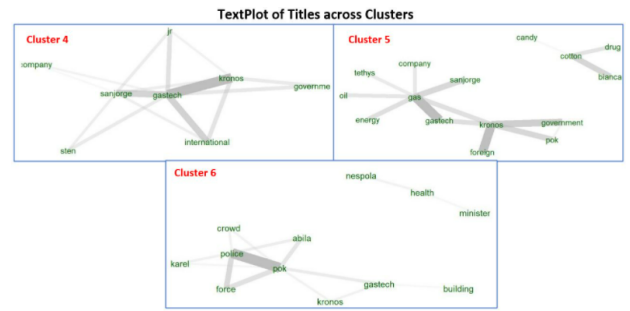 TextPlot of Titles across Clusters
Cluster 4
jr
ompany
kronos
sanjorge
gastech
governme
international
sten
Cluster 5
candy
drug
cotton
company
tethys
bianca
sanjorge
oil
gas
energy
gastech
kronos
government
pok
foreign
Cluster 6
nespola
health
minister
crowd
abila
police
karel
pok
force
gastech
building
kronos